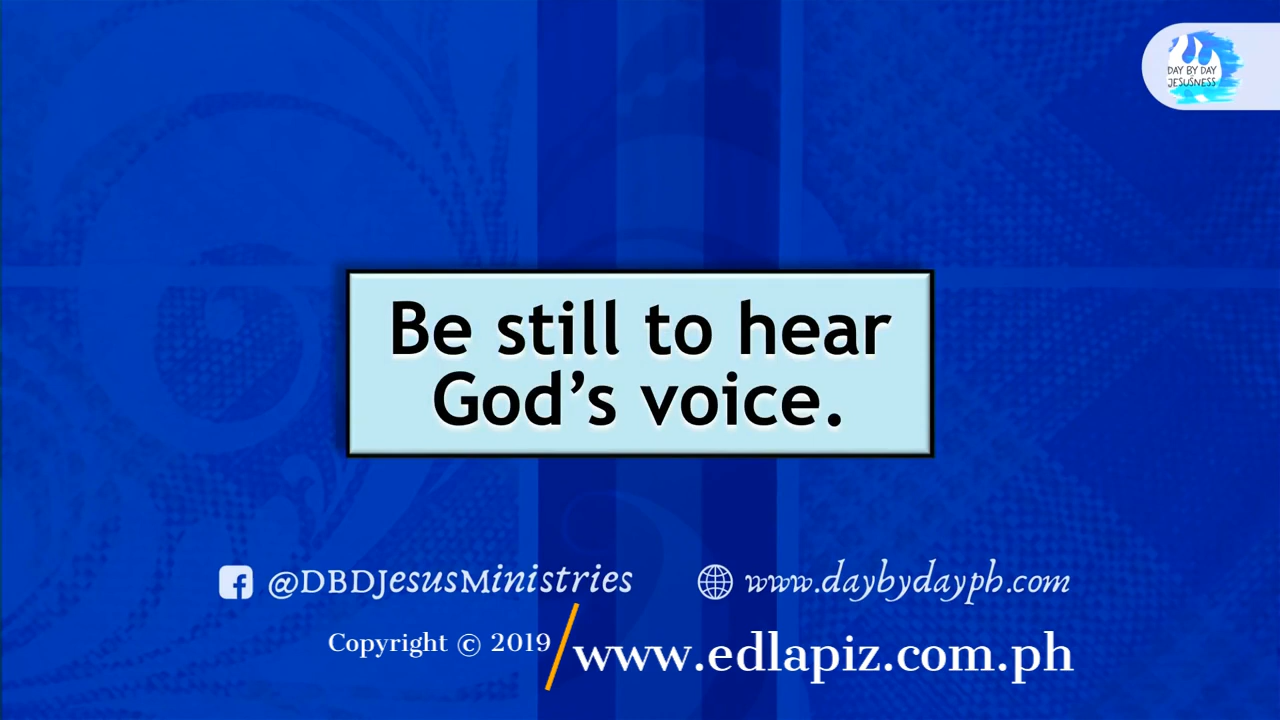 DAY BY DAY
JESUSNESS
Be still to hear
God’s voice.
@DBDJesusMinistries
www.daybydayph.com
Copyright © 2019
www.edlapiz.com.ph